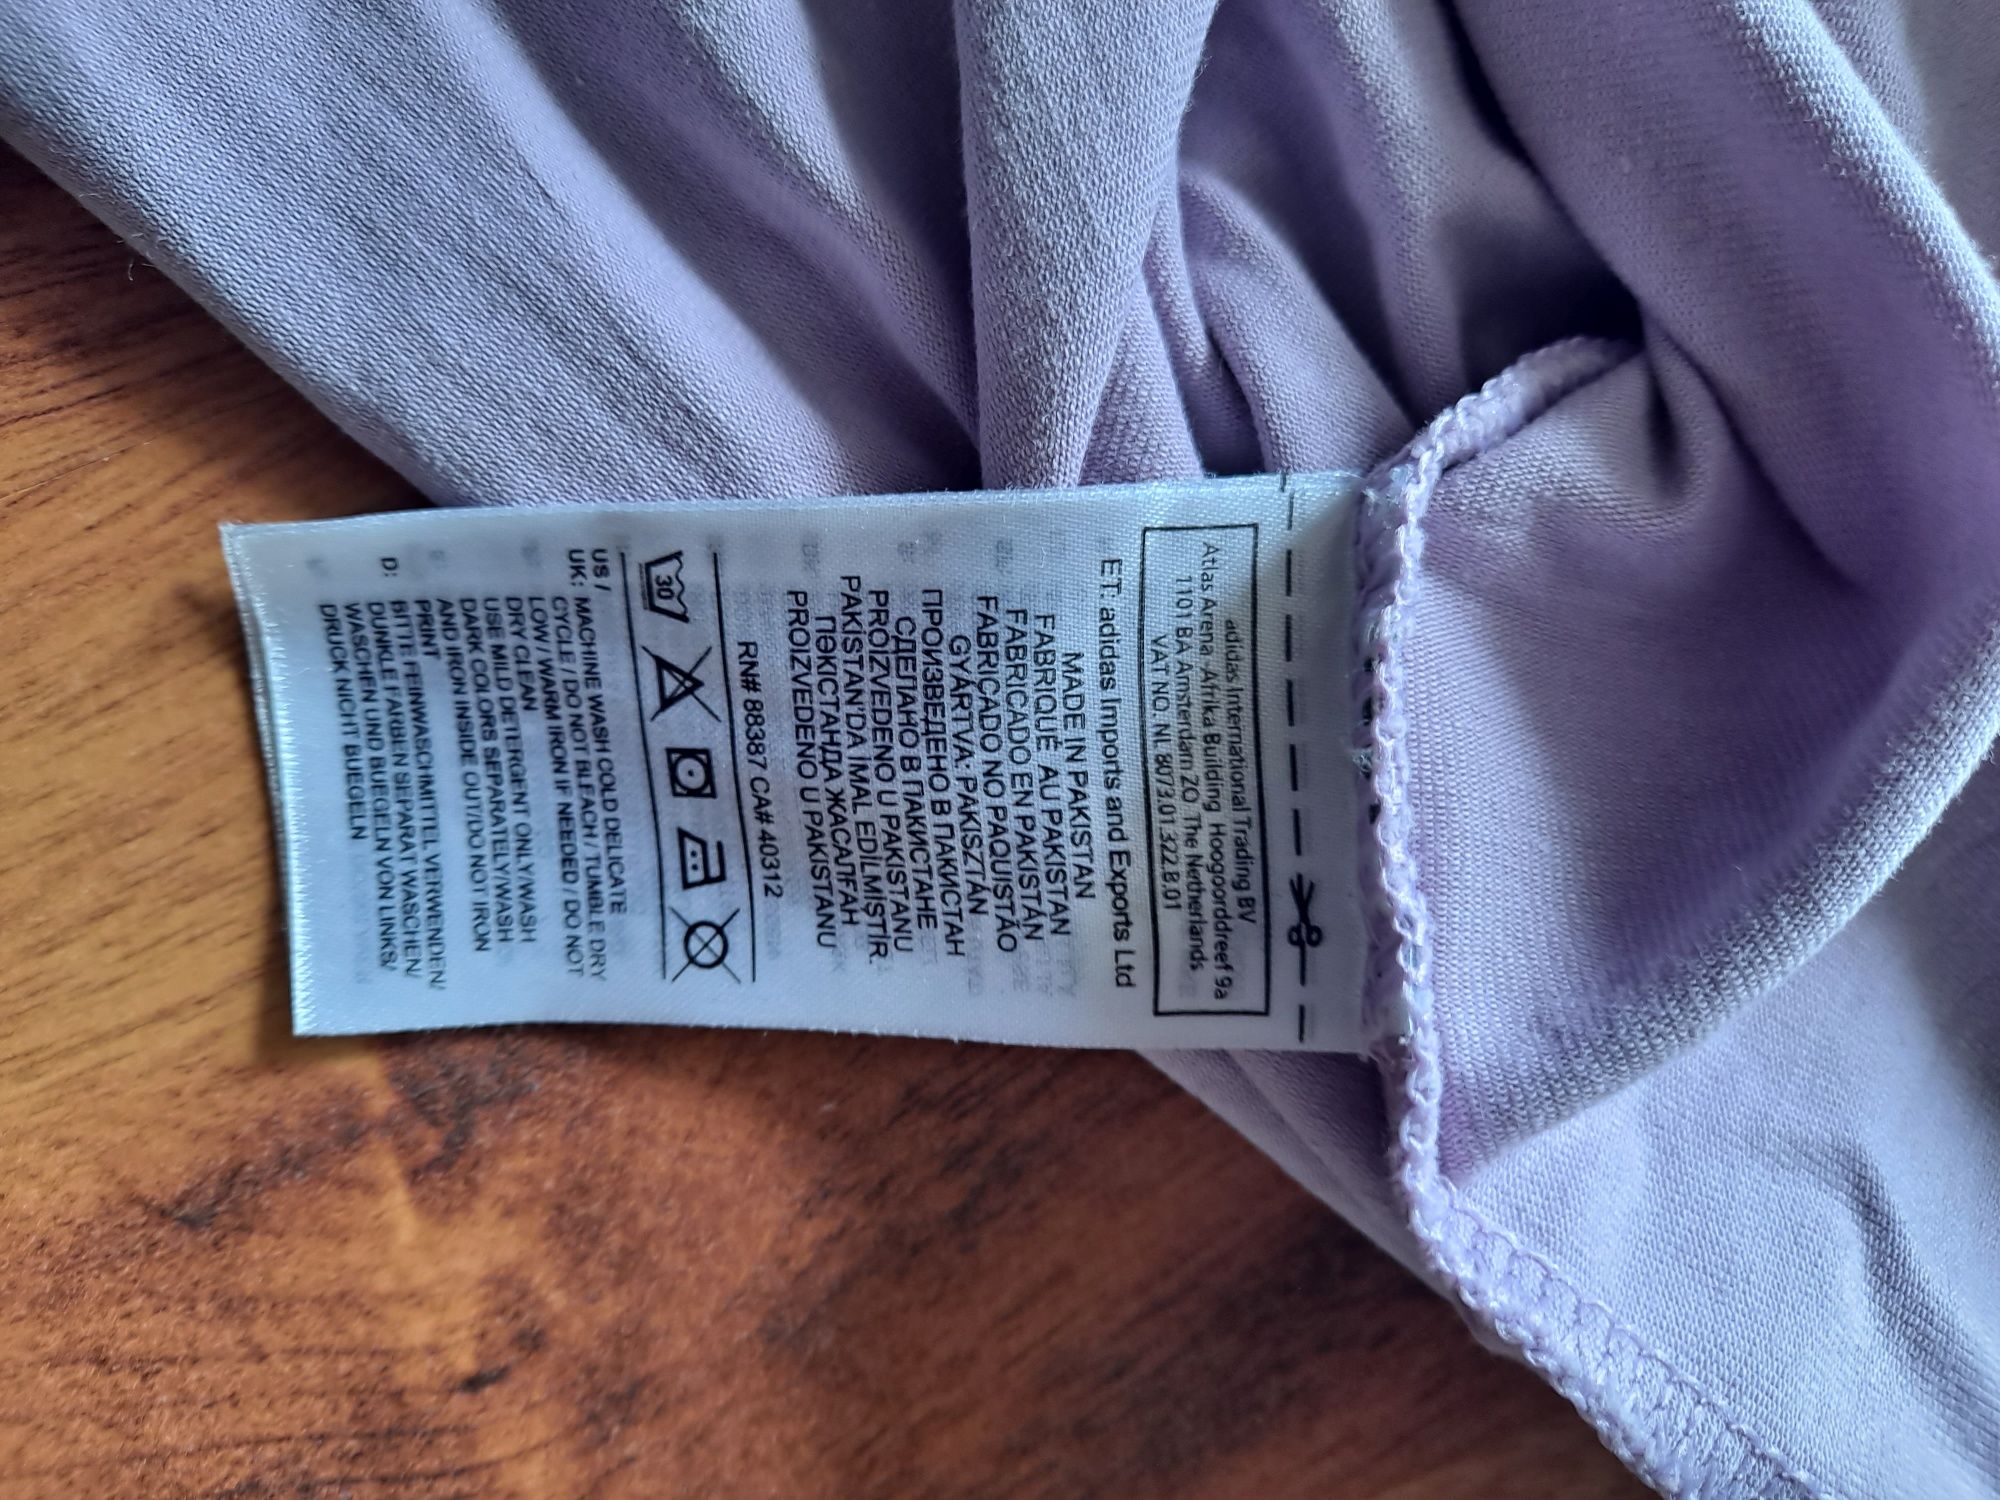 adidas International Trading BV
Atlas Arena, Afrika Building Hoogoorddreef 9a
1101 BA Amsterdam ZO The Netherlands
VAT NO. NL 8073.01.322.B.01
ET: adidas Imports and Exports Ltd
MADE IN PAKISTAN
FABRIQUÉ AU PAKISTAN
FABRICADO EN PAKISTÁN
FABRICADO NO PAQUISTÃO
GYÁRTVA: PAKISZTÁN
ПРОИЗВЕДЕНО В ПАКИСТАН
СДЕЛАНО В ПАКИСТАНЕ
PROIZVEDENO U PAKISTANU
PAKİSTAN'DA İMAL EDİLMİŞTİR.
ПӘКІСТАНДА ЖАСАЛҒАН
PROIZVEDENO U PAKISTANU
RN# 88387 CA# 40312
30
US /
UK: MACHINE WASH COLD DELICATE
CYCLE / DO NOT BLEACH / TUMBLE DRY
LOW / WARM IRON IF NEEDED / DO NOT
DRY CLEAN
USE MILD DETERGENT ONLY/WASH
DARK COLORS SEPARATELY/WASH
AND IRON INSIDE OUT/DO NOT IRON
PRINT
D: BITTE FEINWASCHMITTEL VERWENDEN/
DUNKLE FARBEN SEPARAT WASCHEN/
WASCHEN UND BUEGELN VON LINKS/
DRUCK NICHT BUEGELN